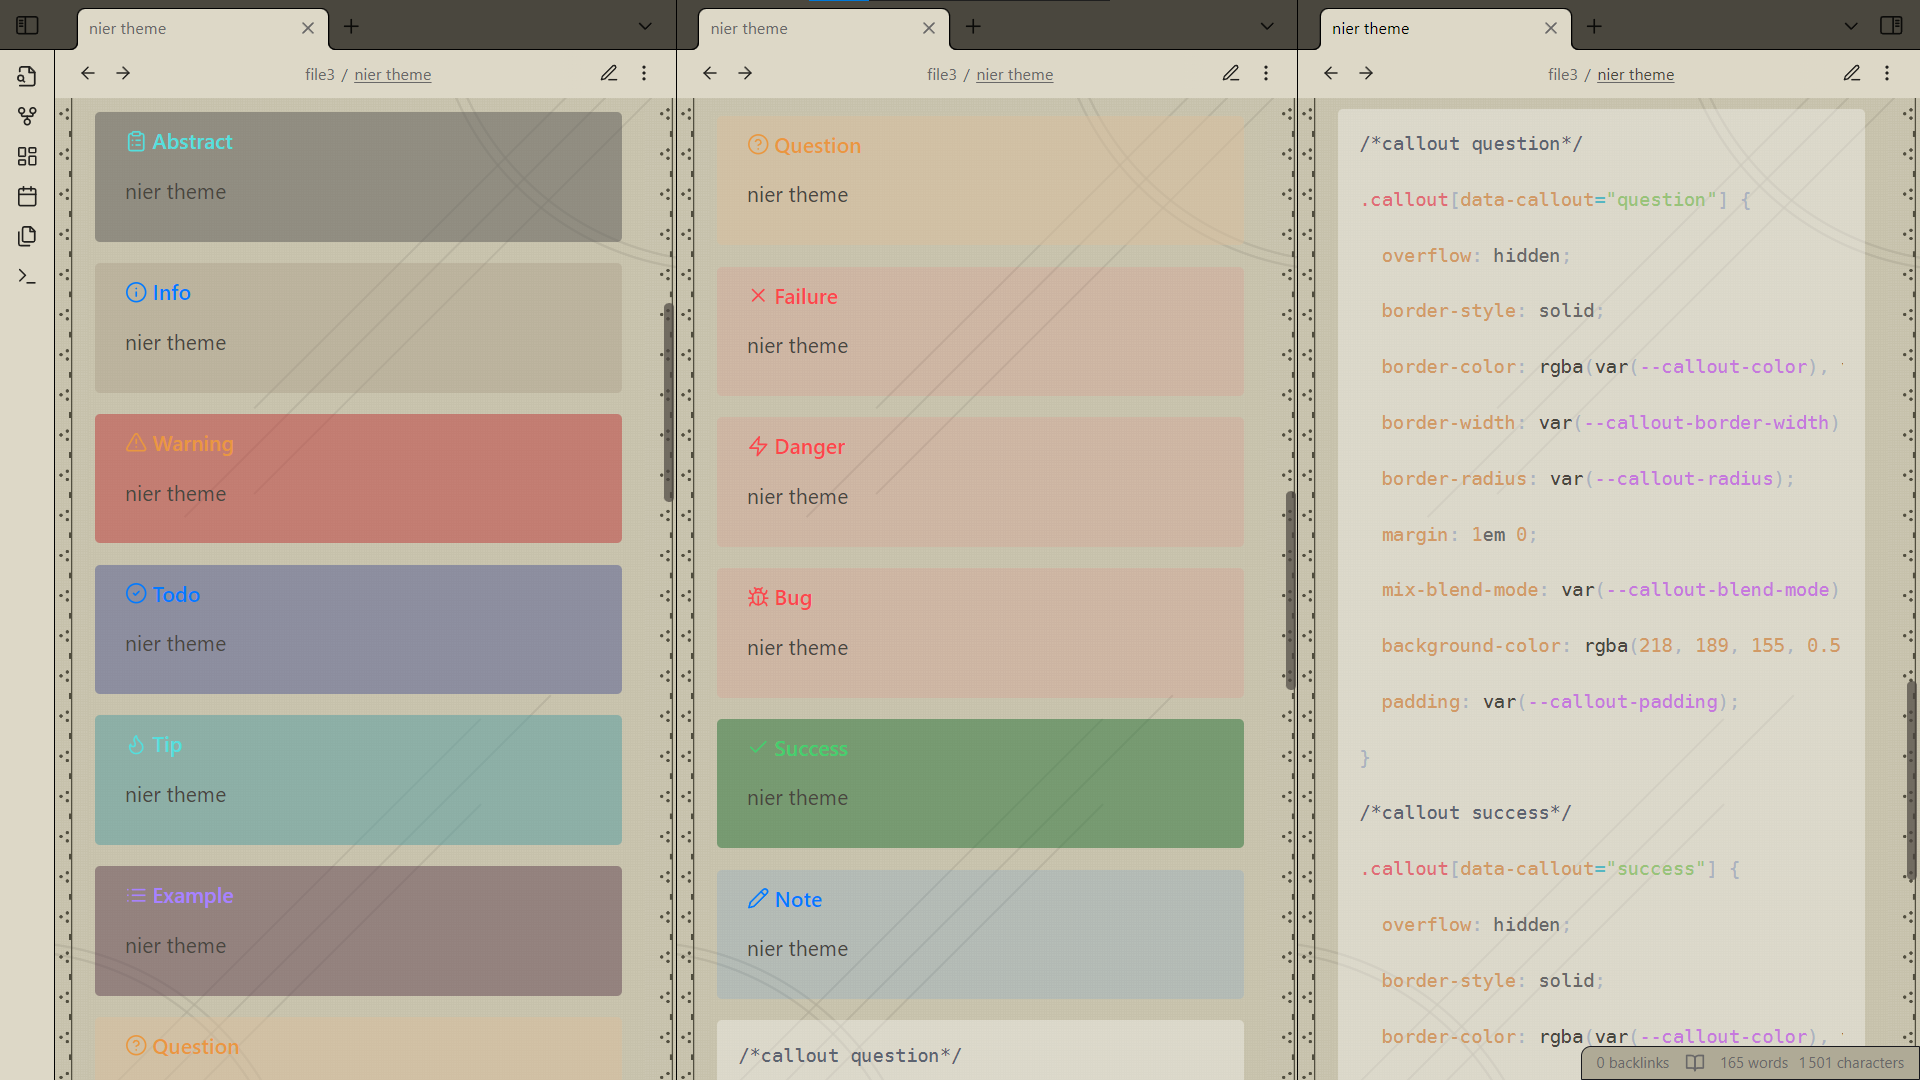 nier theme
file3 / nier theme
Abstract
nier theme
Info
nier theme
Warning
nier theme
Todo
nier theme
Tip
nier theme
Example
nier theme
Question
nier theme
file3 / nier theme
Question
nier theme
Failure
nier theme
Danger
nier theme
Bug
nier theme
Success
nier theme
Note
nier theme
/*callout question*/
nier theme
file3 / nier theme
/*callout question*/
.callout[data-callout="question"] {
overflow: hidden;
border-style: solid;
border-color: rgba(var(--callout-color),
border-width: var(--callout-border-width)
border-radius: var(--callout-radius);
margin: 1em 0;
mix-blend-mode: var(--callout-blend-mode)
background-color: rgba(218, 189, 155, 0.5
padding: var(--callout-padding);
}
/*callout success*/
.callout[data-callout="success"] {
overflow: hidden;
border-style: solid;
border-color: rgba(var(--callout-color),
0 backlinks 165 words 1501 characters